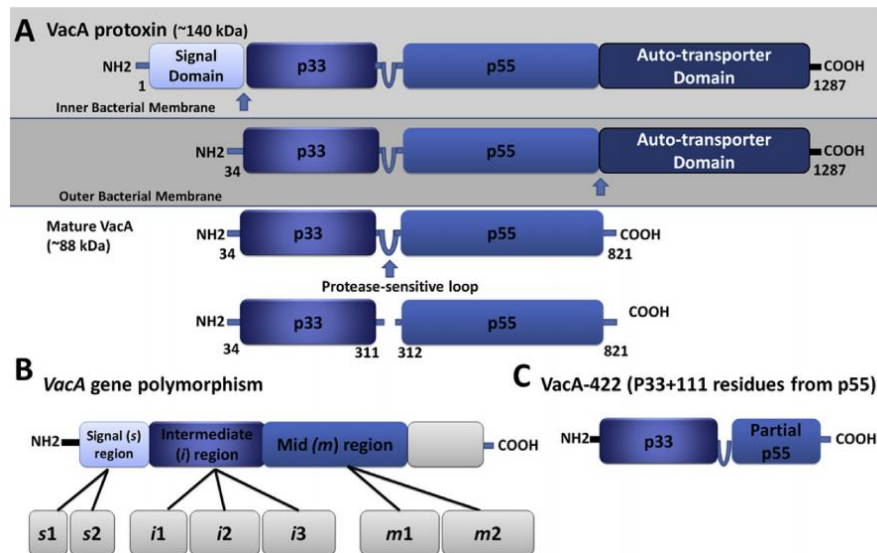 A VacA protoxin (~140 kDa)
NH2
1
Signal
Domain
p33
p55
Auto-transporter
Domain
COOH
1287
Inner Bacterial Membrane
NH2
34
p33
p55
Auto-transporter
Domain
COOH
1287
Outer Bacterial Membrane
Mature VacA
(~88 kDa)
NH2
34
p33
p55
COOH
821
Protease-sensitive loop
NH2
34
p33
311
312
p55
COOH
821
B VacA gene polymorphism
NH2
Signal (s)
region
Intermediate
(i) region
Mid (m) region
COOH
s1
s2
i1
i2
i3
m1
m2
C VacA-422 (P33+111 residues from p55)
NH2
p33
Partial
p55
COOH